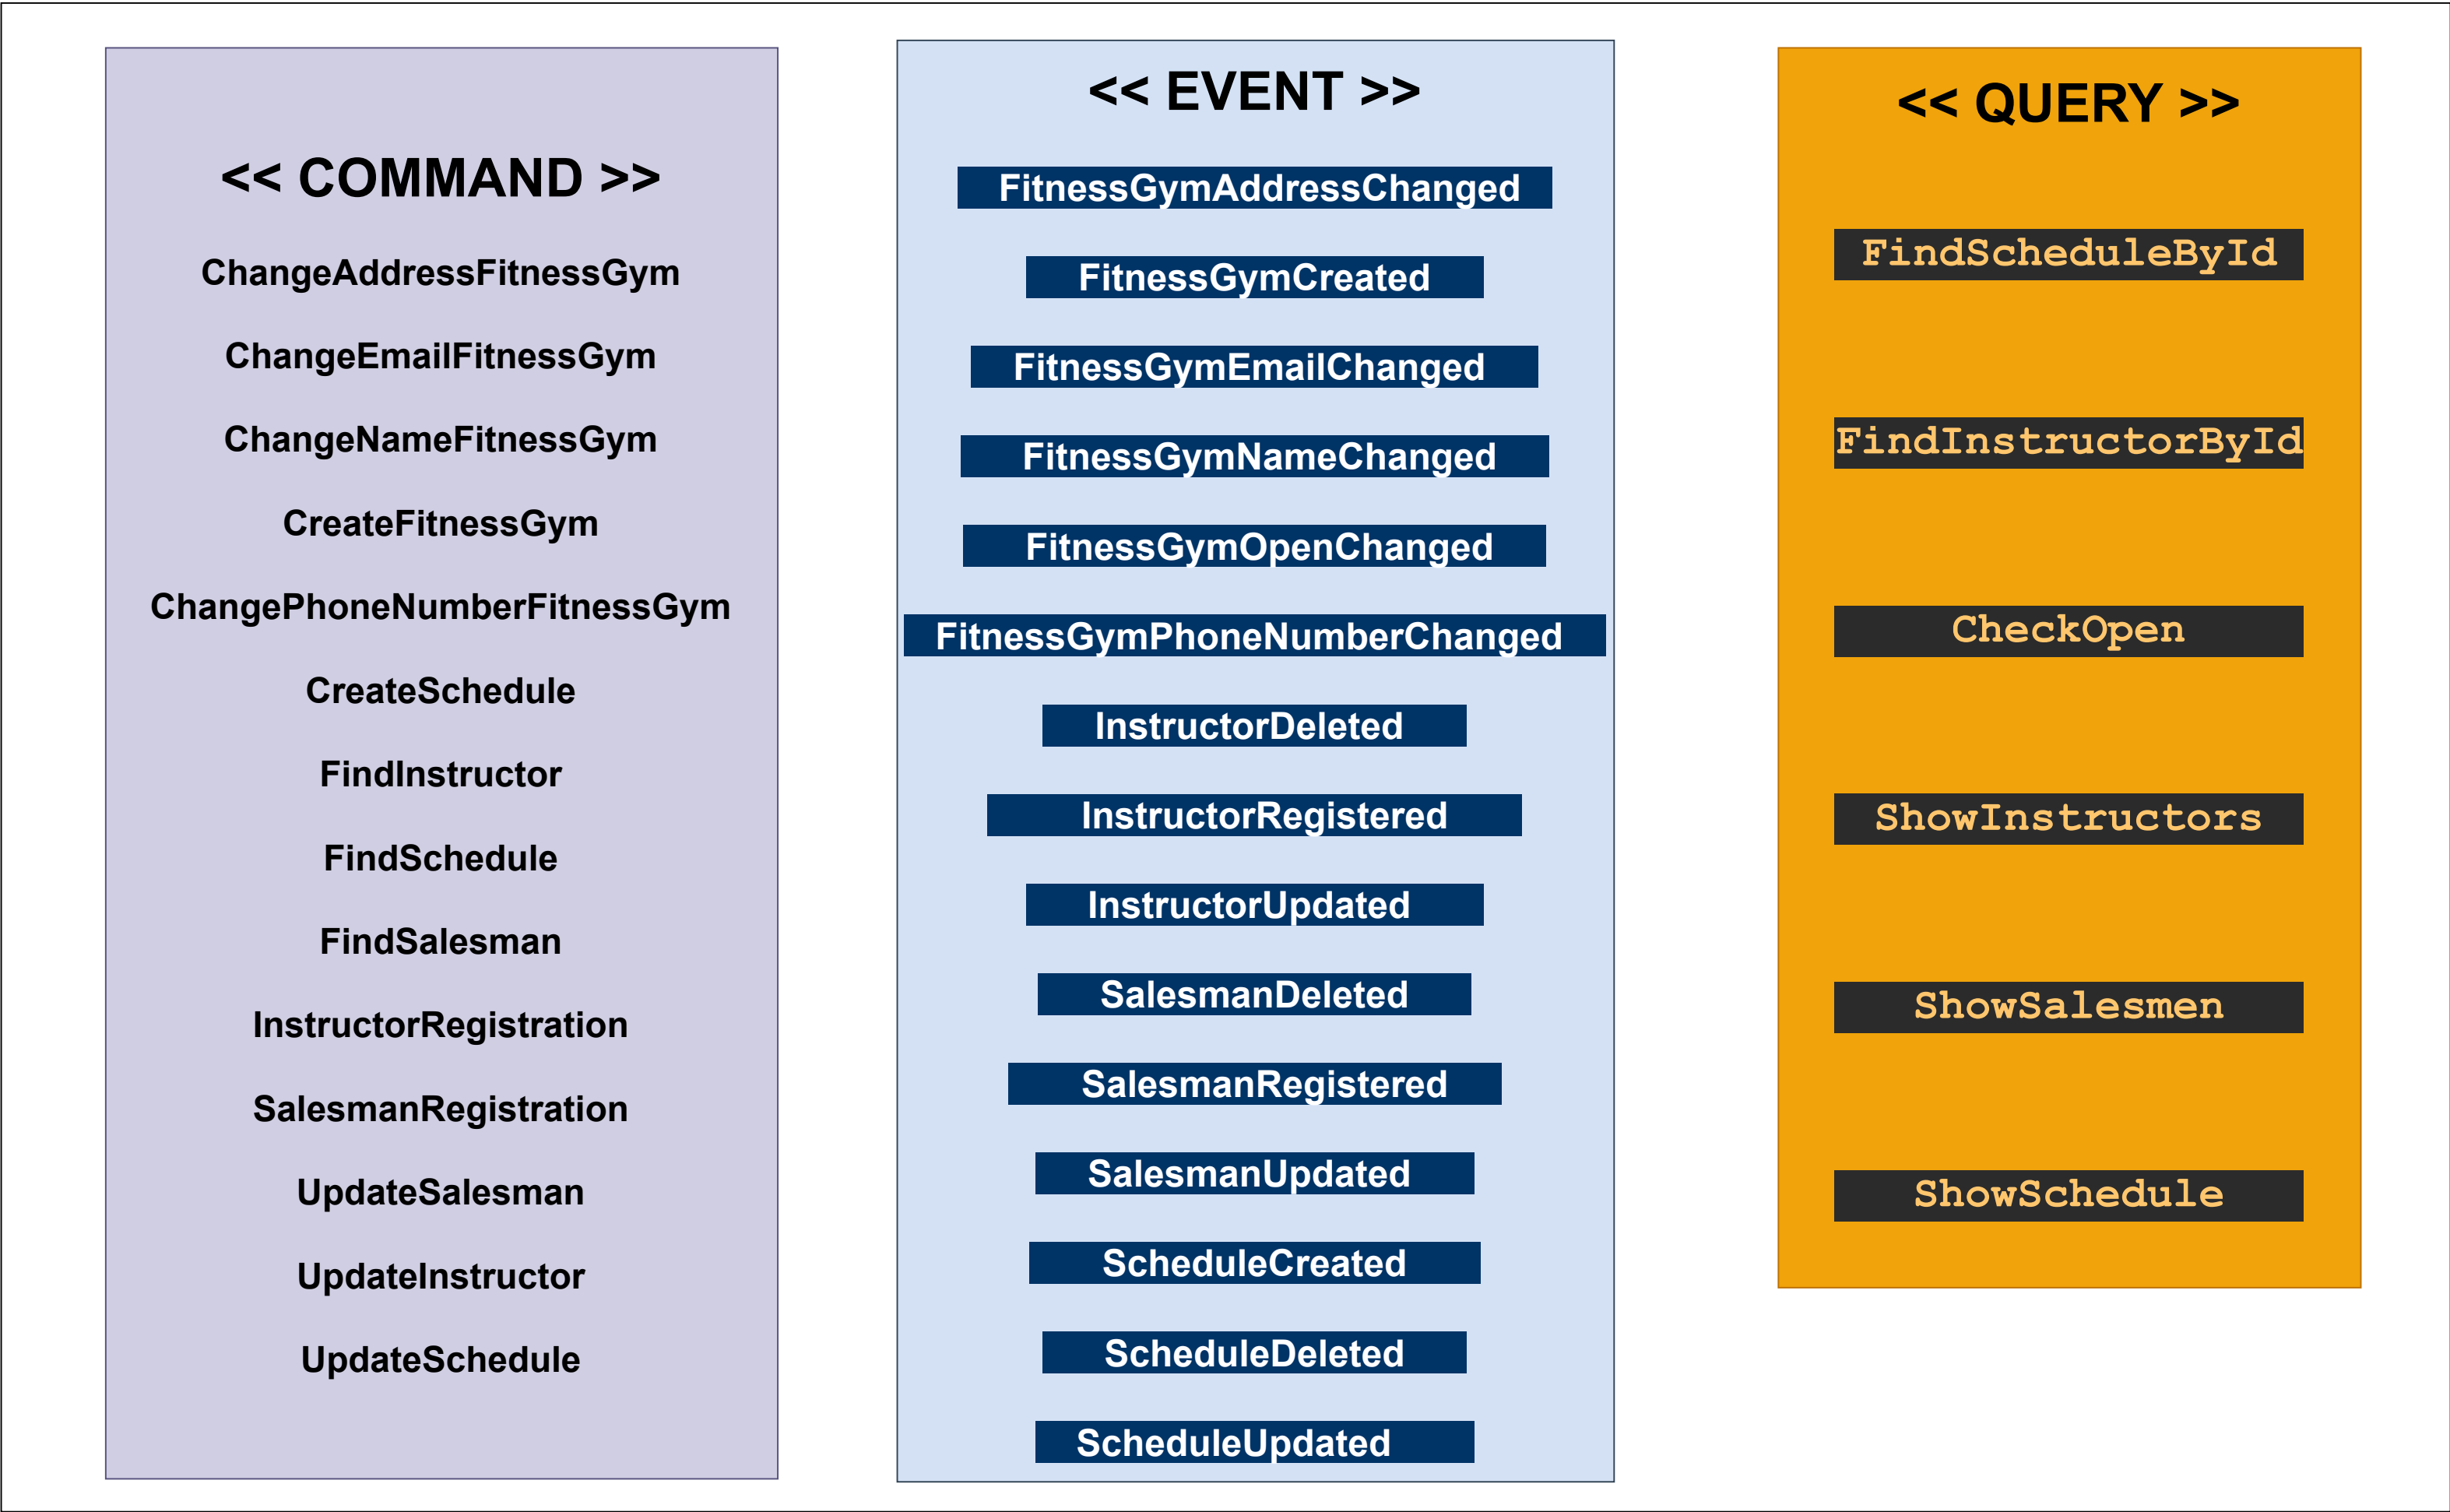 << COMMAND >>
ChangeAddressFitnessGym
ChangeEmailFitnessGym
ChangeNameFitnessGym
CreateFitnessGym
ChangePhoneNumberFitnessGym
CreateSchedule
FindInstructor
FindSchedule
FindSalesman
InstructorRegistration
SalesmanRegistration
UpdateSalesman
UpdateInstructor
UpdateSchedule
<< EVENT >>
FitnessGymAddressChanged
FitnessGymCreated
FitnessGymEmailChanged
FitnessGymNameChanged
FitnessGymOpenChanged
FitnessGymPhoneNumberChanged
InstructorDeleted
InstructorRegistered
InstructorUpdated
SalesmanDeleted
SalesmanRegistered
SalesmanUpdated
ScheduleCreated
ScheduleDeleted
ScheduleUpdated
<< QUERY >>
FindScheduleById
FindInstructorById
CheckOpen
ShowInstructors
ShowSalesmen
ShowSchedule